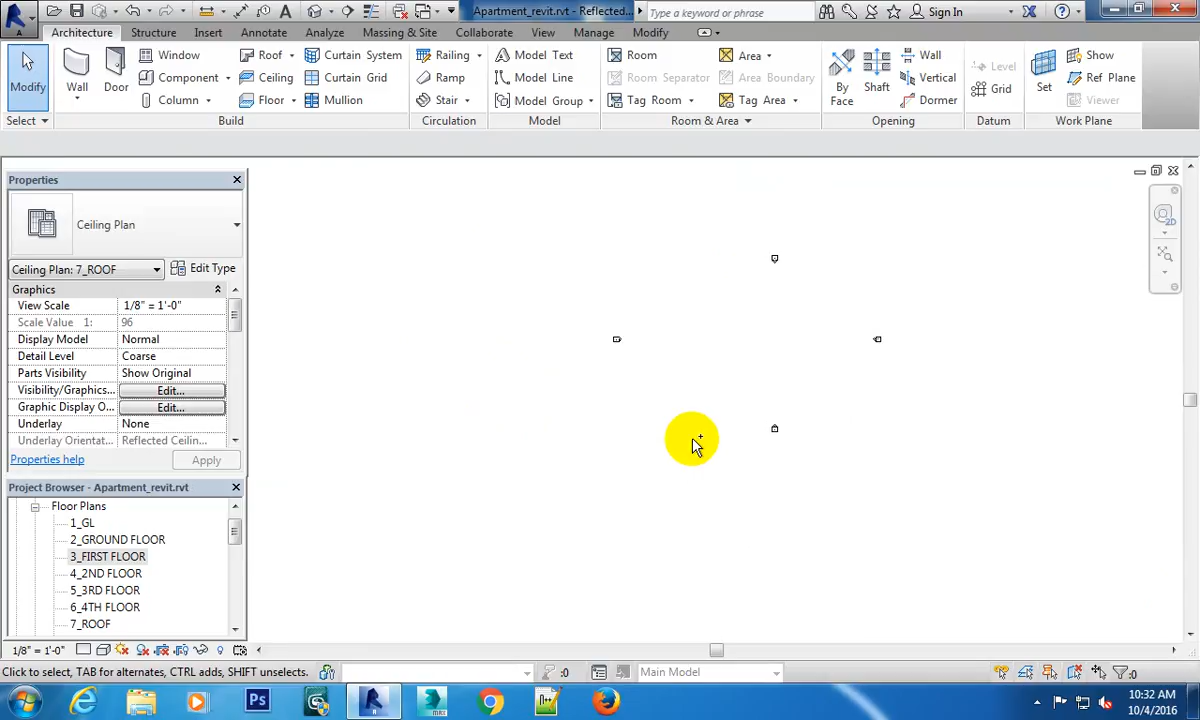 Apartment_revit.rvt - Reflected...
Type a keyword or phrase
Sign In
Architecture Structure Insert Annotate Analyze Massing & Site Collaborate View Manage Modify
Modify
Wall
Door
Window
Component
Column
Roof
Ceiling
Floor
Curtain System
Curtain Grid
Mullion
Railing
Ramp
Stair
Model Text
Model Line
Model Group
Room
Room Separator
Tag Room
Area
Area Boundary
Tag Area
By Face
Shaft
Wall
Vertical
Dormer
Level
Grid
Set
Show
Ref Plane
Viewer
Select Build Circulation Model Room & Area Opening Datum Work Plane
Properties
Ceiling Plan
Ceiling Plan: 7_ROOF Edit Type
Graphics
View Scale 1/8" = 1'-0"
Scale Value 1: 96
Display Model Normal
Detail Level Coarse
Parts Visibility Show Original
Visibility/Graphics... Edit...
Graphic Display O... Edit...
Underlay None
Underlay Orientat... Reflected Ceilin...
Properties help Apply
Project Browser - Apartment_revit.rvt
Floor Plans
1_GL
2_GROUND FLOOR
3_FIRST FLOOR
4_2ND FLOOR
5_3RD FLOOR
6_4TH FLOOR
7_ROOF
2D
1/8" = 1'-0"
Click to select, TAB for alternates, CTRL adds, SHIFT unselects.
:0
Main Model
:0
Ps
10:32 AM
10/4/2016